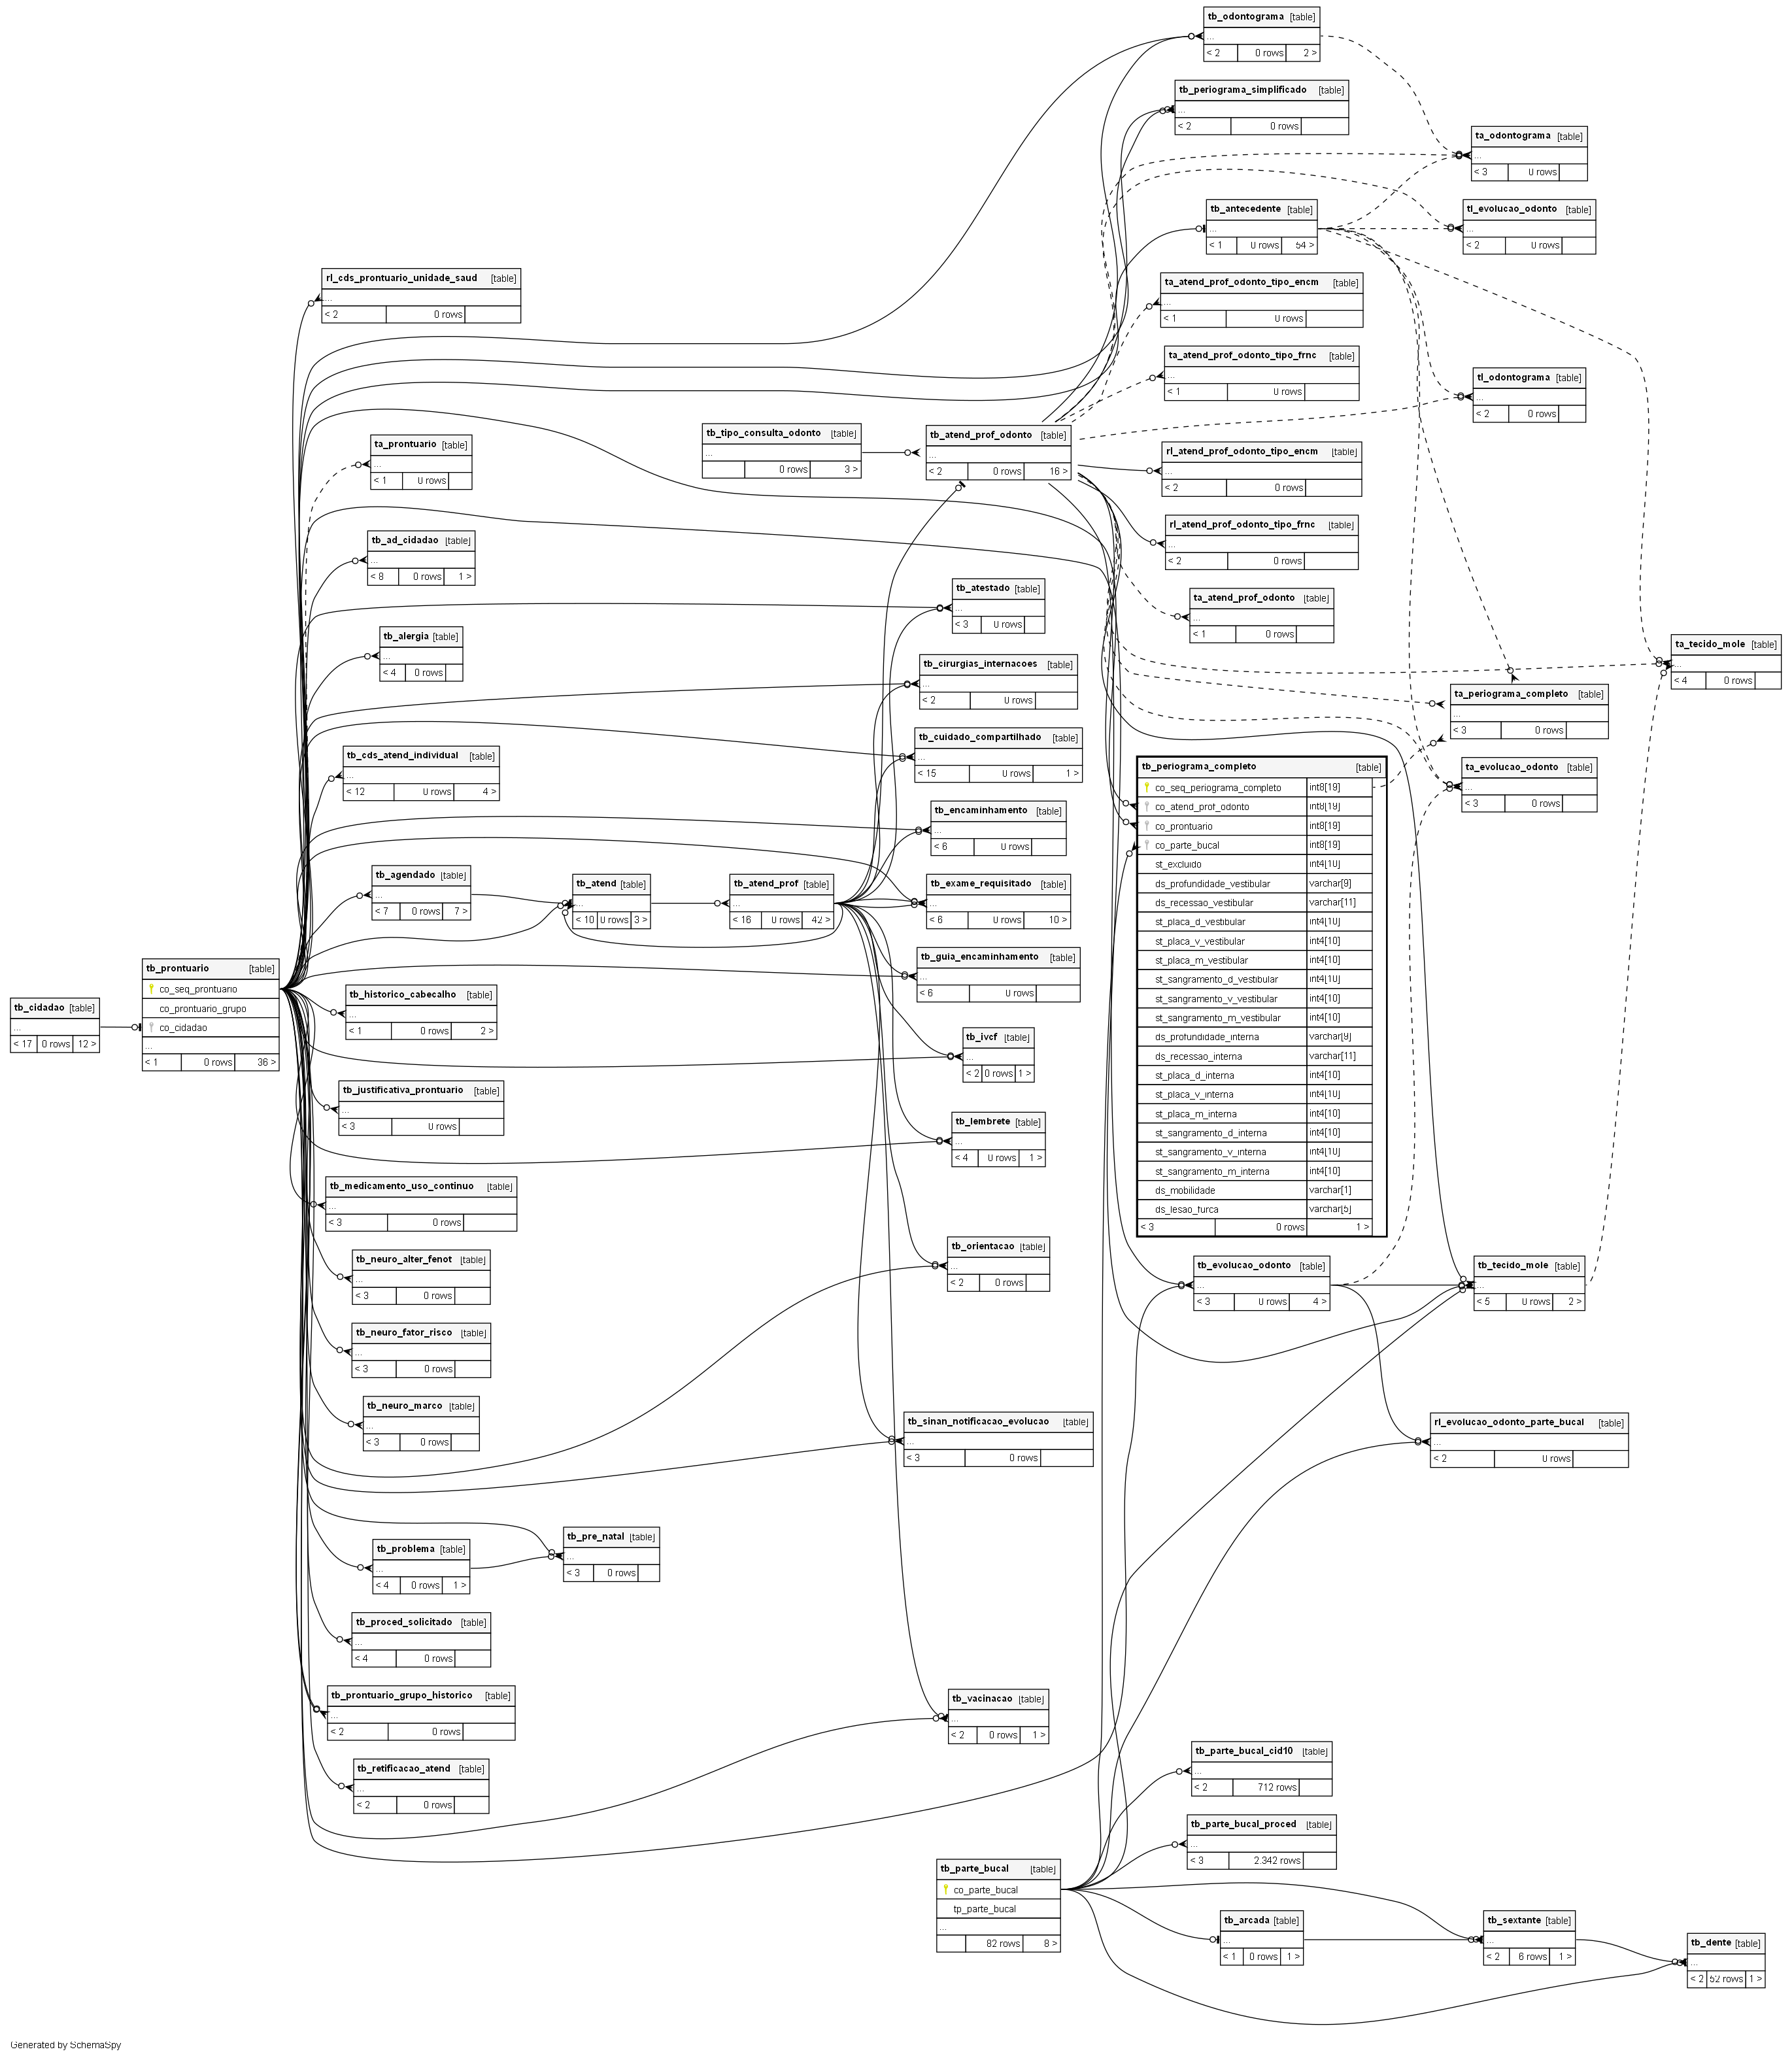 tb_odontograma [table]
...
< 2 0 rows 2 >
tb_periograma_simplificado [table]
...
< 2 0 rows
ta_odontograma [table]
...
< 3 0 rows
tb_antecedente [table]
...
< 1 0 rows 54 >
tl_evolucao_odonto [table]
...
< 2 0 rows
rl_cds_prontuario_unidade_saud [table]
...
< 2 0 rows
ta_atend_prof_odonto_tipo_encm [table]
...
< 1 0 rows
ta_atend_prof_odonto_tipo_frnc [table]
...
< 1 0 rows
tl_odontograma [table]
...
< 2 0 rows
ta_prontuario [table]
...
< 1 0 rows
tb_tipo_consulta_odonto [table]
...
0 rows 3 >
tb_atend_prof_odonto [table]
...
< 2 0 rows 16 >
rl_atend_prof_odonto_tipo_encm [table]
...
< 2 0 rows
rl_atend_prof_odonto_tipo_frnc [table]
...
< 2 0 rows
tb_ad_cidadao [table]
...
< 8 0 rows 1 >
tb_atestado [table]
...
< 3 0 rows
ta_atend_prof_odonto [table]
...
< 1 0 rows
tb_alergia [table]
...
< 4 0 rows
ta_tecido_mole [table]
...
< 4 0 rows
tb_cirurgias_internacoes [table]
...
< 2 0 rows
ta_periograma_completo [table]
...
< 3 0 rows
tb_cuidado_compartilhado [table]
...
< 15 0 rows 1 >
tb_cds_atend_individual [table]
...
< 12 0 rows 4 >
ta_evolucao_odonto [table]
...
< 3 0 rows
tb_periograma_completo [table]
co_seq_periograma_completo int8[19]
co_atend_prof_odonto int8[19]
co_prontuario int8[19]
co_parte_bucal int8[19]
st_excluido int4[10]
ds_profundidade_vestibular varchar[9]
ds_recessao_vestibular varchar[11]
st_placa_d_vestibular int4[10]
st_placa_v_vestibular int4[10]
st_placa_m_vestibular int4[10]
st_sangramento_d_vestibular int4[10]
st_sangramento_v_vestibular int4[10]
st_sangramento_m_vestibular int4[10]
ds_profundidade_interna varchar[9]
ds_recessao_interna varchar[11]
st_placa_d_interna int4[10]
st_placa_v_interna int4[10]
st_placa_m_interna int4[10]
st_sangramento_d_interna int4[10]
st_sangramento_v_interna int4[10]
st_sangramento_m_interna int4[10]
ds_mobilidade varchar[1]
ds_lesao_furca varchar[5]
< 3 0 rows 1 >
tb_encaminhamento [table]
...
< 6 0 rows
tb_agendado [table]
...
< 7 0 rows 7 >
tb_atend [table]
...
< 10 0 rows 3 >
tb_atend_prof [table]
...
< 16 0 rows 42 >
tb_exame_requisitado [table]
...
< 6 0 rows 10 >
tb_guia_encaminhamento [table]
...
< 6 0 rows
tb_prontuario [table]
co_seq_prontuario
co_prontuario_grupo
co_cidadao
...
< 1 0 rows 36 >
tb_cidadao [table]
...
< 17 0 rows 12 >
tb_historico_cabecalho [table]
...
< 1 0 rows 2 >
tb_ivcf [table]
...
< 2 0 rows 1 >
tb_justificativa_prontuario [table]
...
< 3 0 rows
tb_lembrete [table]
...
< 4 0 rows 1 >
tb_medicamento_uso_continuo [table]
...
< 3 0 rows
tb_neuro_alter_fenot [table]
...
< 3 0 rows
tb_orientacao [table]
...
< 2 0 rows
tb_evolucao_odonto [table]
...
< 3 0 rows 4 >
tb_tecido_mole [table]
...
< 5 0 rows 2 >
tb_neuro_fator_risco [table]
...
< 3 0 rows
tb_neuro_marco [table]
...
< 3 0 rows
tb_sinan_notificacao_evolucao [table]
...
< 3 0 rows
rl_evolucao_odonto_parte_bucal [table]
...
< 2 0 rows
tb_pre_natal [table]
...
< 3 0 rows
tb_problema [table]
...
< 4 0 rows 1 >
tb_proced_solicitado [table]
...
< 4 0 rows
tb_prontuario_grupo_historico [table]
...
< 2 0 rows
tb_vacinacao [table]
...
< 2 0 rows 1 >
tb_retificacao_atend [table]
...
< 2 0 rows
tb_parte_bucal_cid10 [table]
...
< 2 712 rows
tb_parte_bucal_proced [table]
...
< 3 2.342 rows
tb_parte_bucal [table]
co_parte_bucal
tp_parte_bucal
...
82 rows 8 >
tb_arcada [table]
...
< 1 0 rows 1 >
tb_sextante [table]
...
< 2 6 rows 1 >
tb_dente [table]
...
< 2 52 rows 1 >
Generated by SchemaSpy